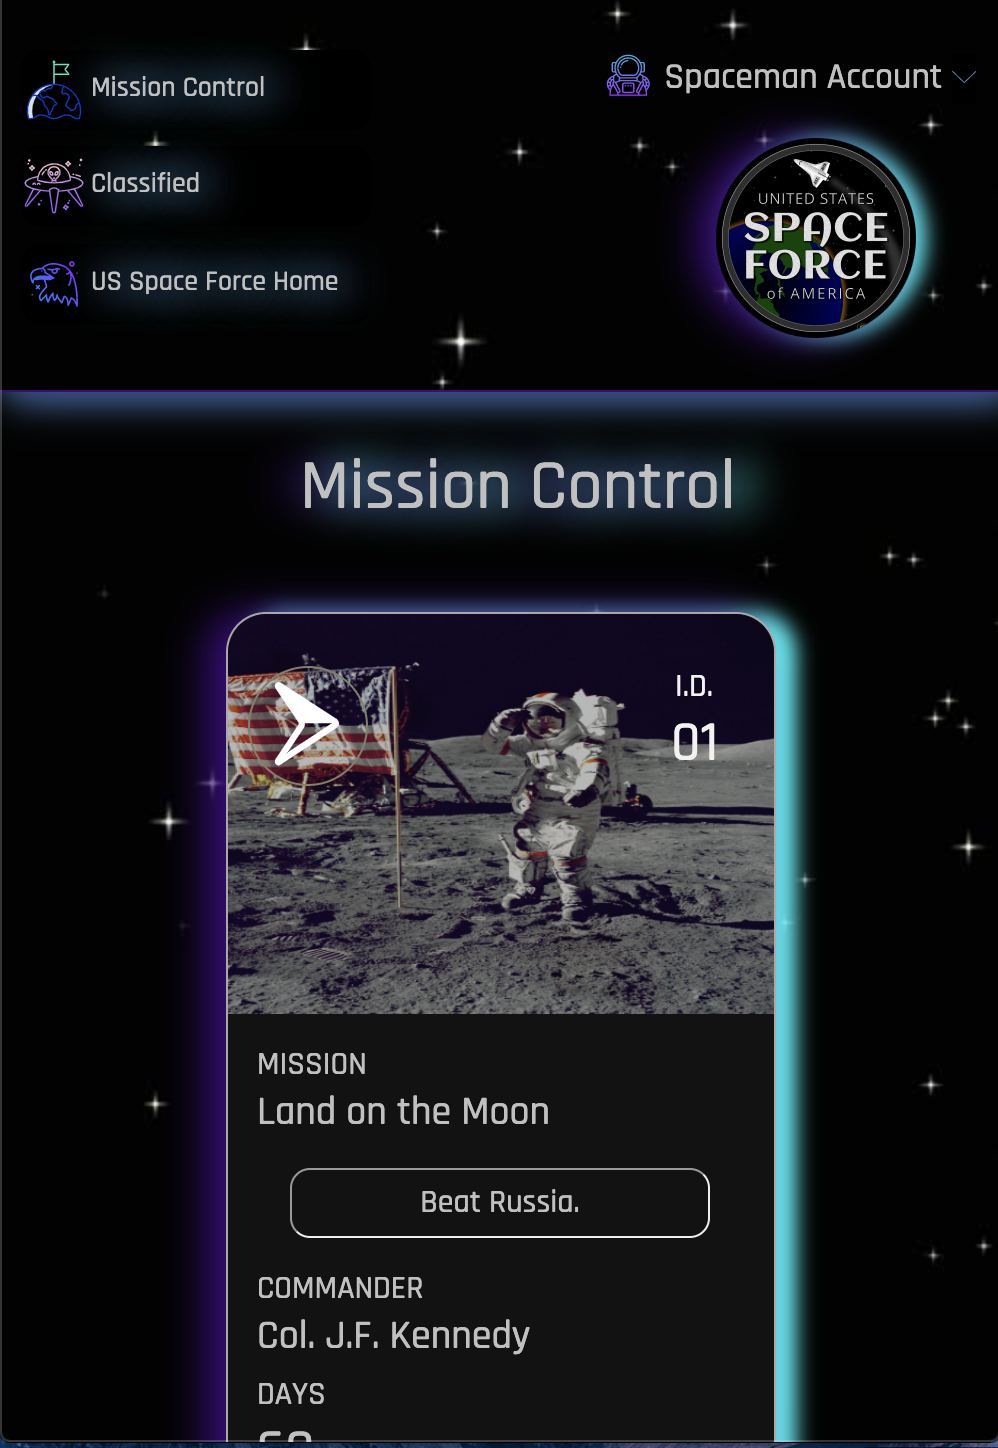 Mission Control
Spaceman Account
Classified
US Space Force Home
UNITED STATES
SPACE
FORCE
of AMERICA
Mission Control
I.D.
01
MISSION
Land on the Moon
Beat Russia.
COMMANDER
Col. J.F. Kennedy
DAYS